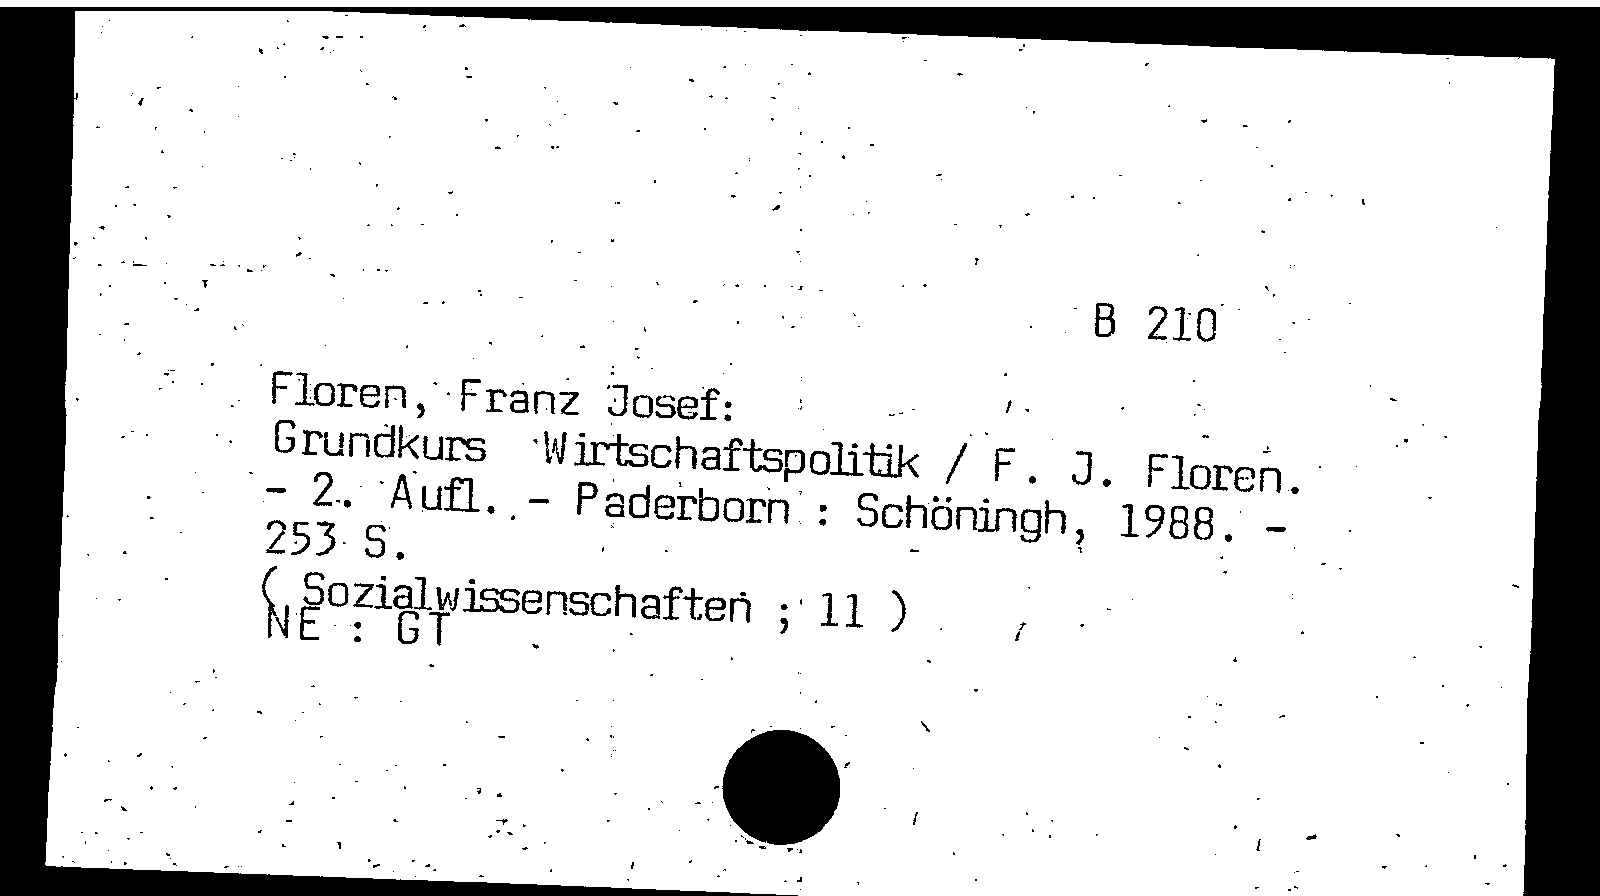 B 210
Floren, Franz Josef:
Grundkurs Wirtschaftspolitik / F. J. Floren.
- 2. Aufl. - Paderborn : Schöningh, 1988. -
253 S.
( Sozialwissenschaften ; 11 )
NE : GT